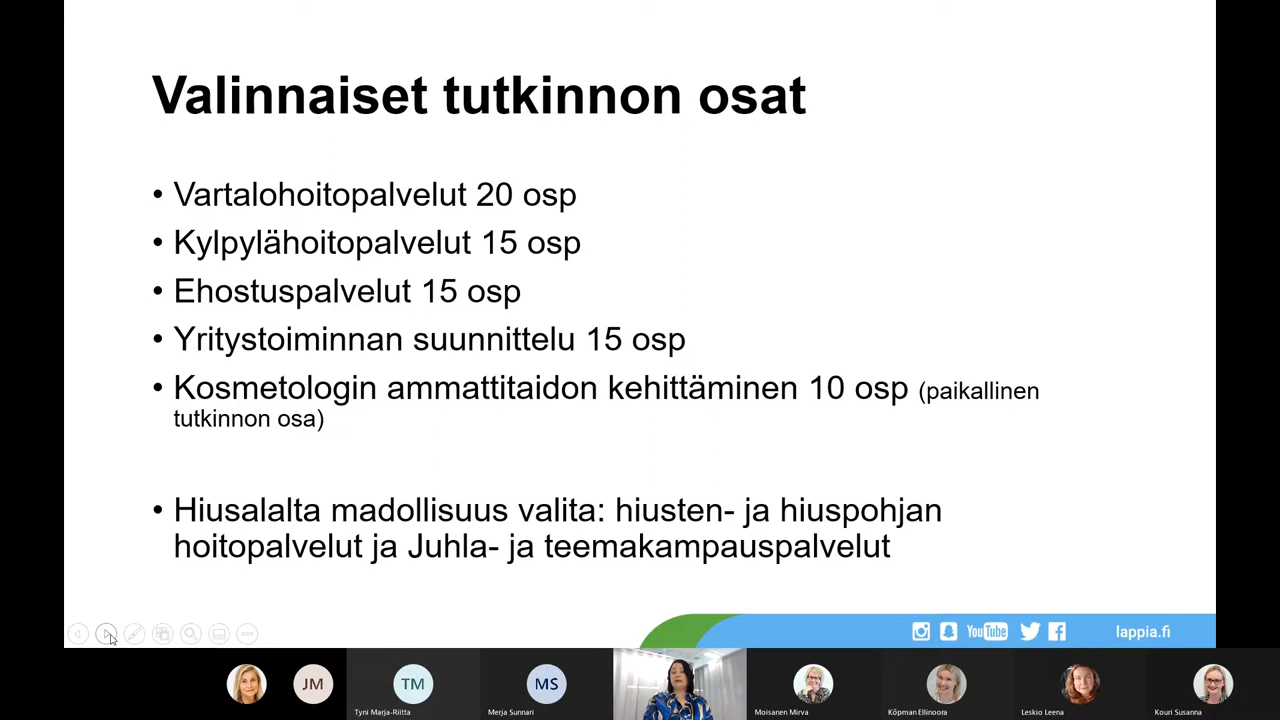 Valinnaiset tutkinnon osat
• Vartalohoitopalvelut 20 osp
• Kylpylähoitopalvelut 15 osp
• Ehostuspalvelut 15 osp
• Yritystoiminnan suunnittelu 15 osp
• Kosmetologin ammattitaidon kehittäminen 10 osp (paikallinen
tutkinnon osa)
• Hiusalalta madollisuus valita: hiusten- ja hiuspohjan
hoitopalvelut ja Juhla- ja teemakampauspalvelut
YouTube
lappia.fi
JM
TM
MS
Tyni Marja-Riitta
Merja Sunnari
Moisanen Mirva
Köpman Ellinoora
Leskio Leena
Kouri Susanna